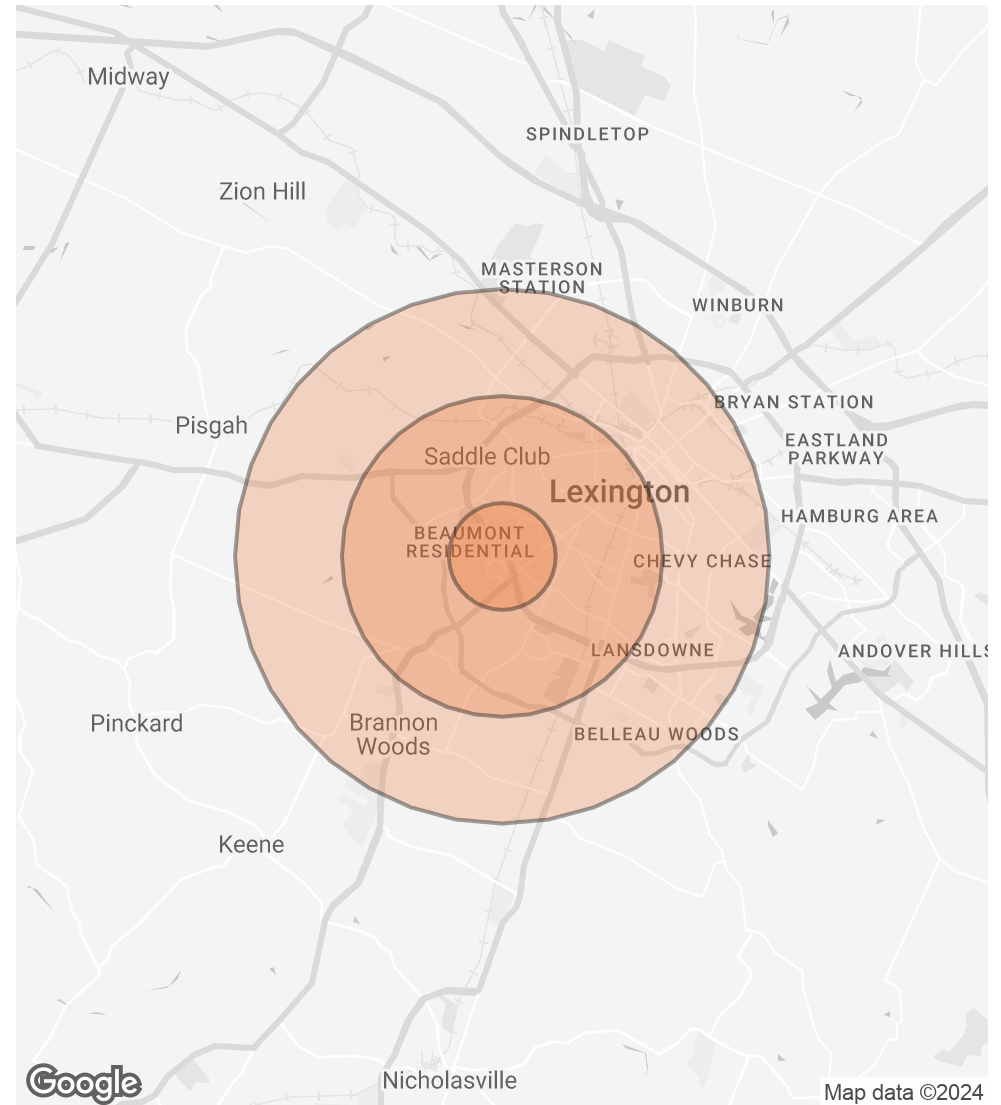 Midway
SPINDLETOP
Zion Hill
MASTERSON
STATION
WINBURN
BRYAN STATION
Pisgah
EASTLAND
PARKWAY
Saddle Club
Lexington
HAMBURG AREA
BEAUMONT
RESIDENTIAL
CHEVY CHASE
LANSDOWNE
ANDOVER HILLS
Pinckard
Brannon
Woods
BELLEAU WOODS
Keene
Nicholasville
Google
Map data ©2024